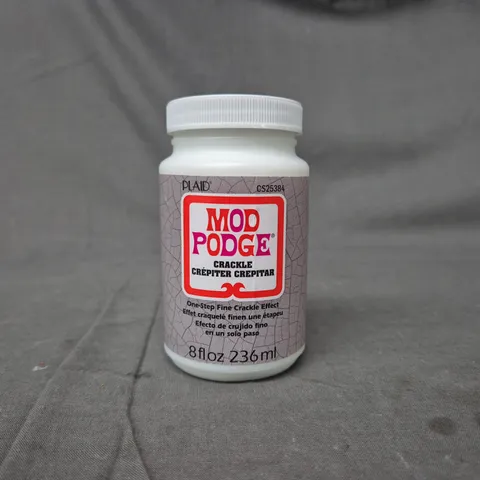 PLAID® CS25384
MOD
PODGE®
CRACKLE
CRÉPITER CREPITAR
One-Step Fine Crackle Effect
Effet craquelé finen une étapeu
Efecto de crujido fino
en un solo paso
8 fl oz 236 ml